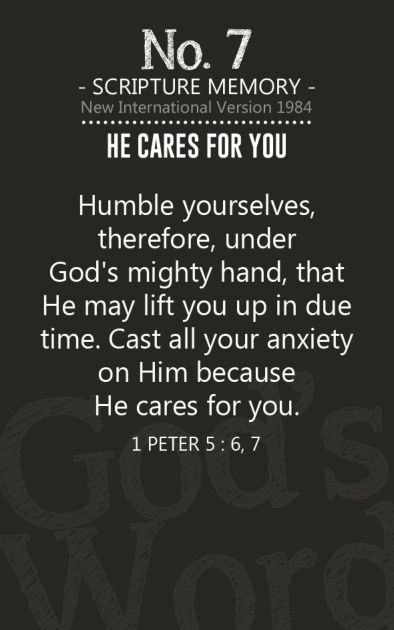 No. 7
- SCRIPTURE MEMORY -
New International Version 1984
HE CARES FOR YOU
Humble yourselves,
therefore, under
God's mighty hand, that
He may lift you up in due
time. Cast all your anxiety
on Him because
He cares for you.
1 PETER 5 : 6, 7
God's
Word